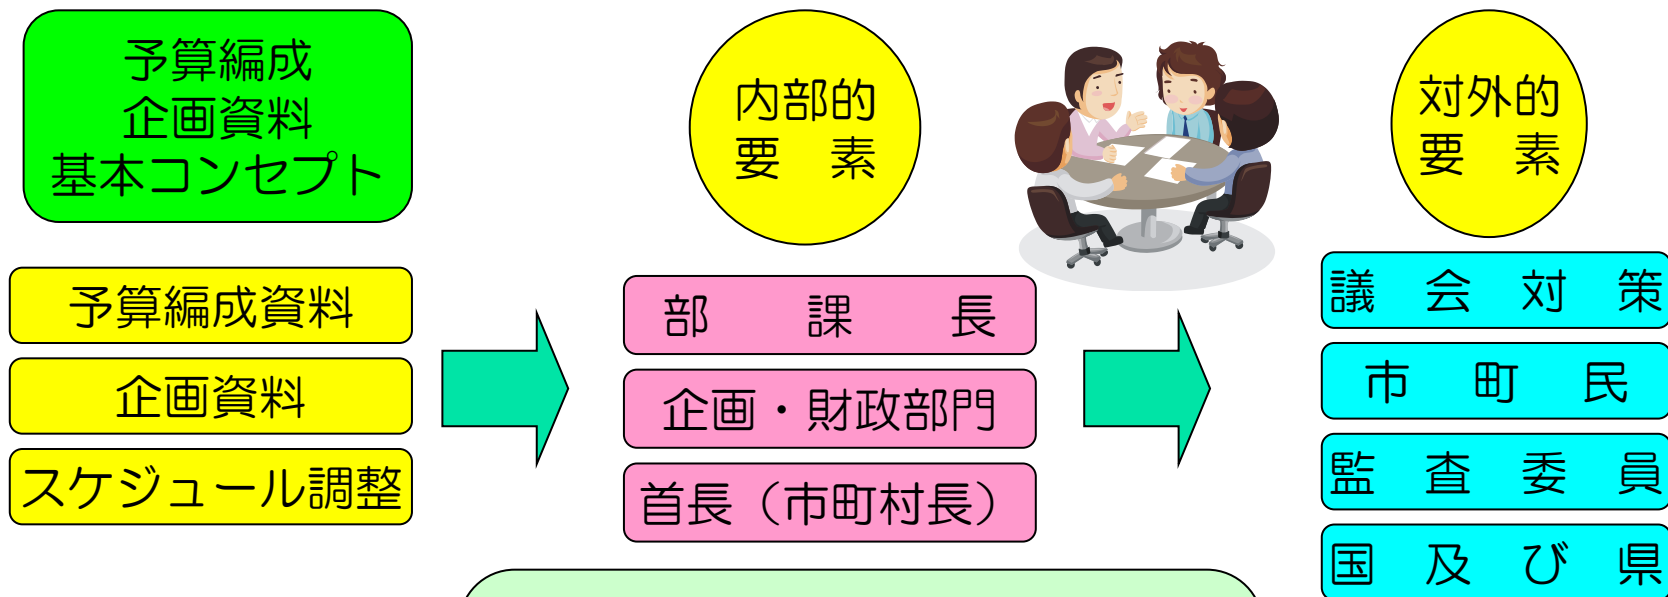 予算編成
企画資料
基本コンセプト
予算編成資料
企画資料
スケジュール調整
内部的
要　素
部　課　長
企画・財政部門
首長（市町村長）
対外的
要　素
議　会　対　策
市　町　民
監　査　委　員
国　及　び　県